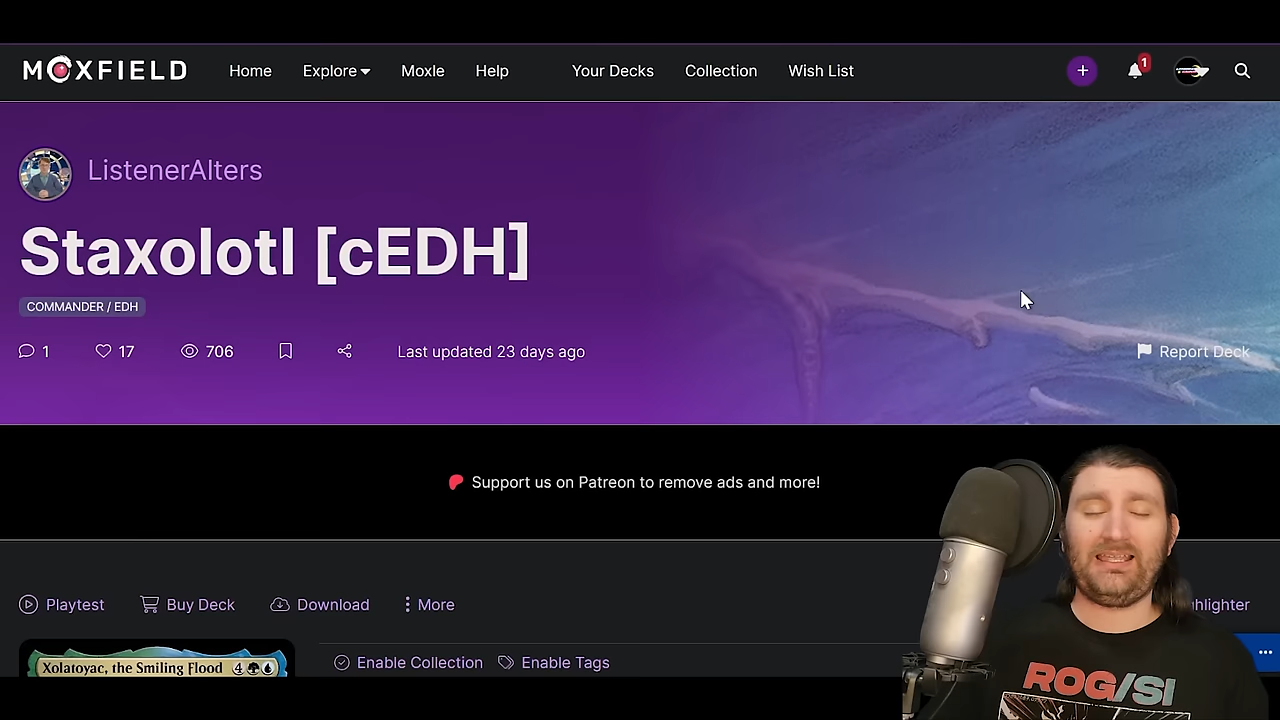 MOXFIELD Home Explore Moxle Help Your Decks Collection Wish List 1
ListenerAlters
Staxolotl [cEDH]
COMMANDER / EDH
1 17 706 Last updated 23 days ago Report Deck
Support us on Patreon to remove ads and more!
Playtest Buy Deck Download More
Xolatoyac, the Smiling Flood 4
Enable Collection Enable Tags
ROG/SI